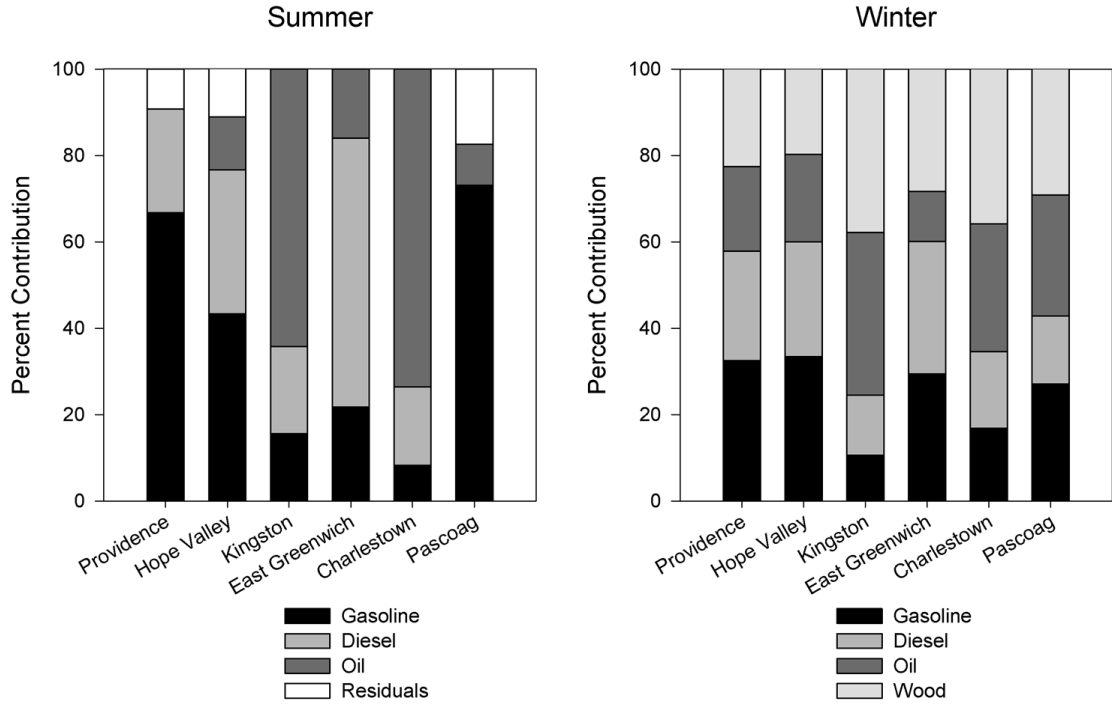 Summer
Percent Contribution
100
80
60
40
20
0
Providence
Hope Valley
Kingston
East Greenwich
Charlestown
Pascoag
Gasoline
Diesel
Oil
Residuals
Winter
Percent Contribution
100
80
60
40
20
0
Providence
Hope Valley
Kingston
East Greenwich
Charlestown
Pascoag
Gasoline
Diesel
Oil
Wood